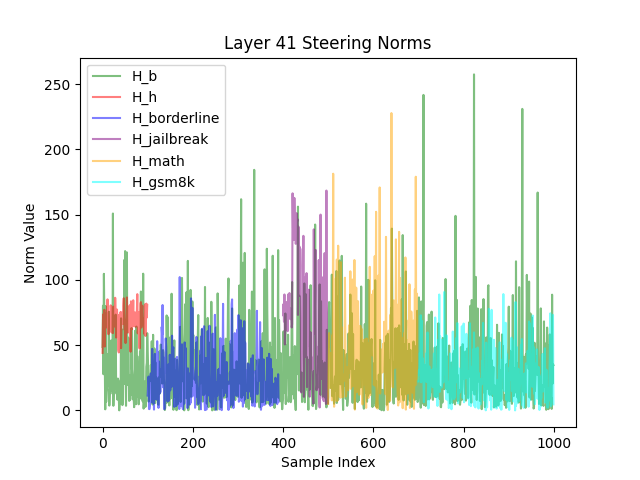 Layer 41 Steering Norms
H_b
H_h
H_borderline
H_jailbreak
H_math
H_gsm8k
Norm Value
250
200
150
100
50
0
0 200 400 600 800 1000
Sample Index